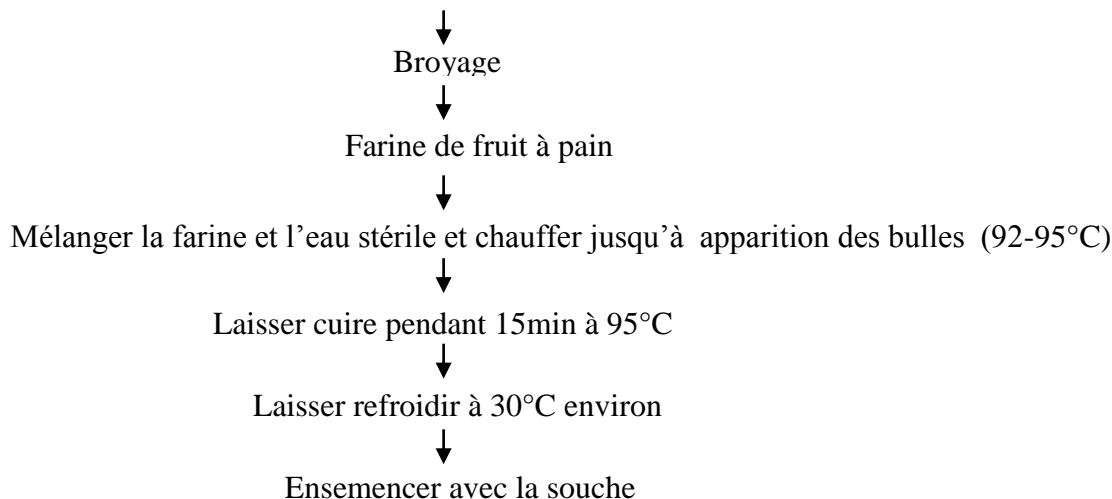 Broyage
Farine de fruit à pain
Mélanger la farine et l’eau stérile et chauffer jusqu’à apparition des bulles (92-95°C)
Laisser cuire pendant 15min à 95°C
Laisser refroidir à 30°C environ
Ensemencer avec la souche